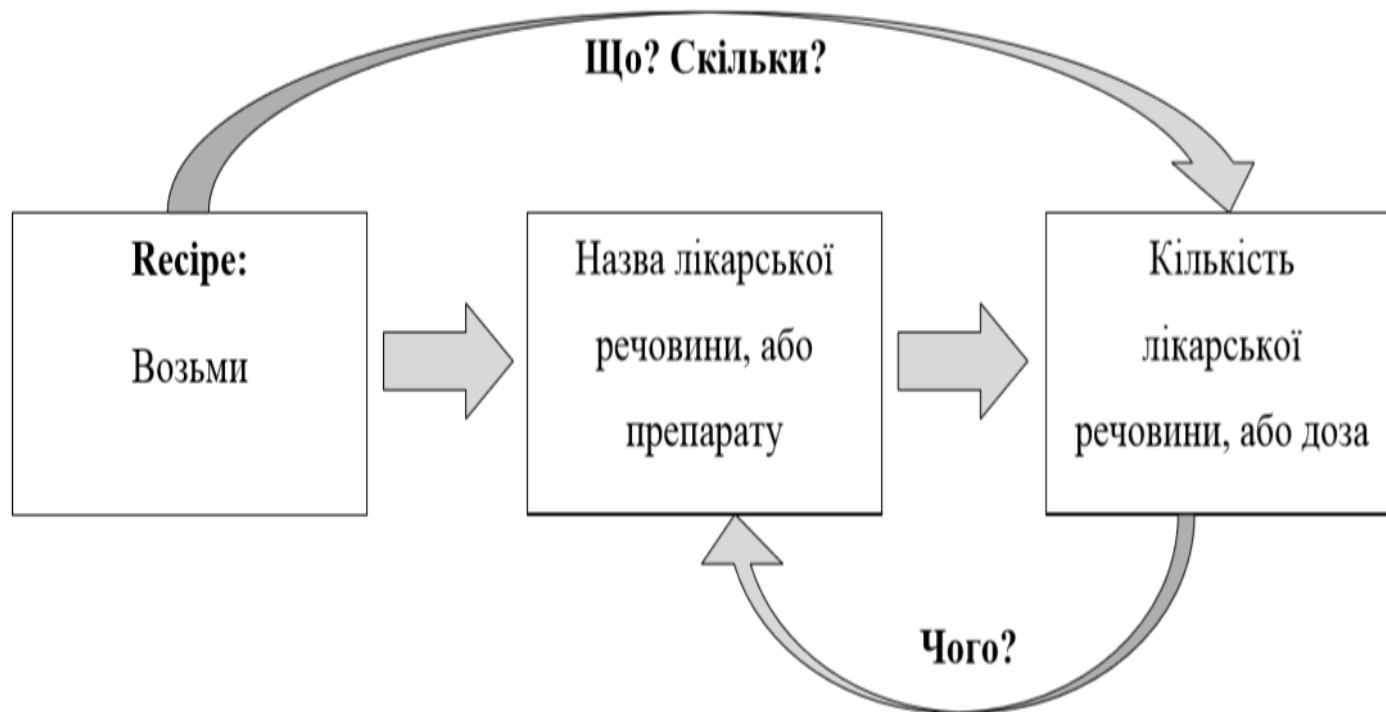 Що? Скільки?
Recipe:
Возьми
Назва лікарської
речовини, або
препарату
Кількість
лікарської
речовини, або доза
Чого?